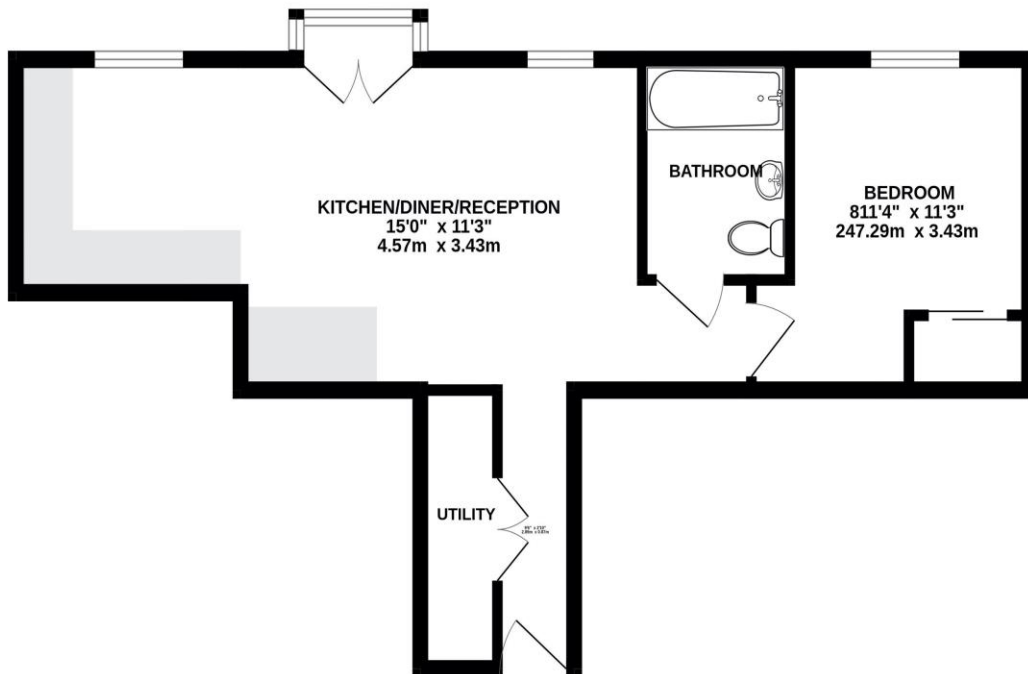 KITCHEN/DINER/RECEPTION
15'0" x 11'3"
4.57m x 3.43m
BATHROOM
BEDROOM
811'4" x 11'3"
247.29m x 3.43m
UTILITY